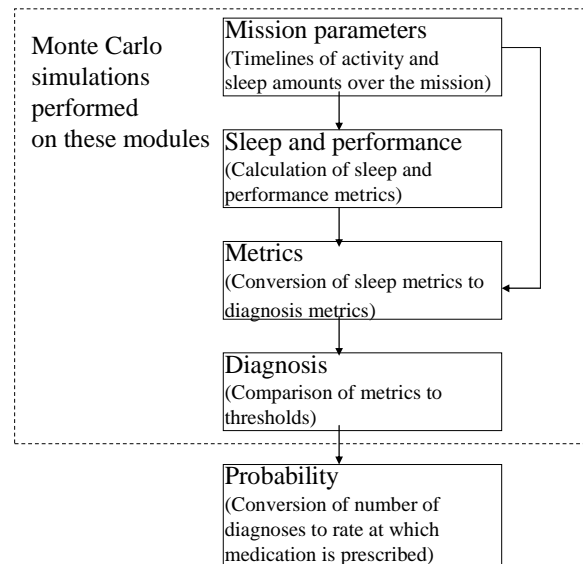 Monte Carlo
simulations
performed
on these modules
Mission parameters
(Timelines of activity and
sleep amounts over the mission)
Sleep and performance
(Calculation of sleep and
performance metrics)
Metrics
(Conversion of sleep metrics to
diagnosis metrics)
Diagnosis
(Comparison of metrics to
thresholds)
Probability
(Conversion of number of
diagnoses to rate at which
medication is prescribed)